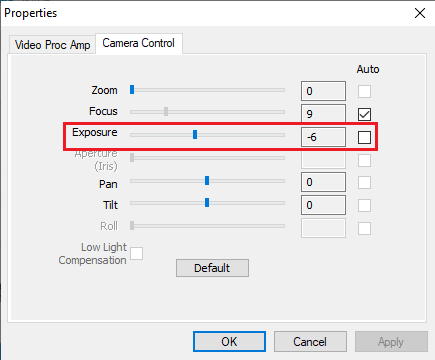 Properties
Video Proc Amp Camera Control
Auto
Zoom 0
Focus 9
Exposure -6
Aperture
(Iris)
Pan 0
Tilt 0
Roll
Low Light
Compensation
Default
OK Cancel Apply